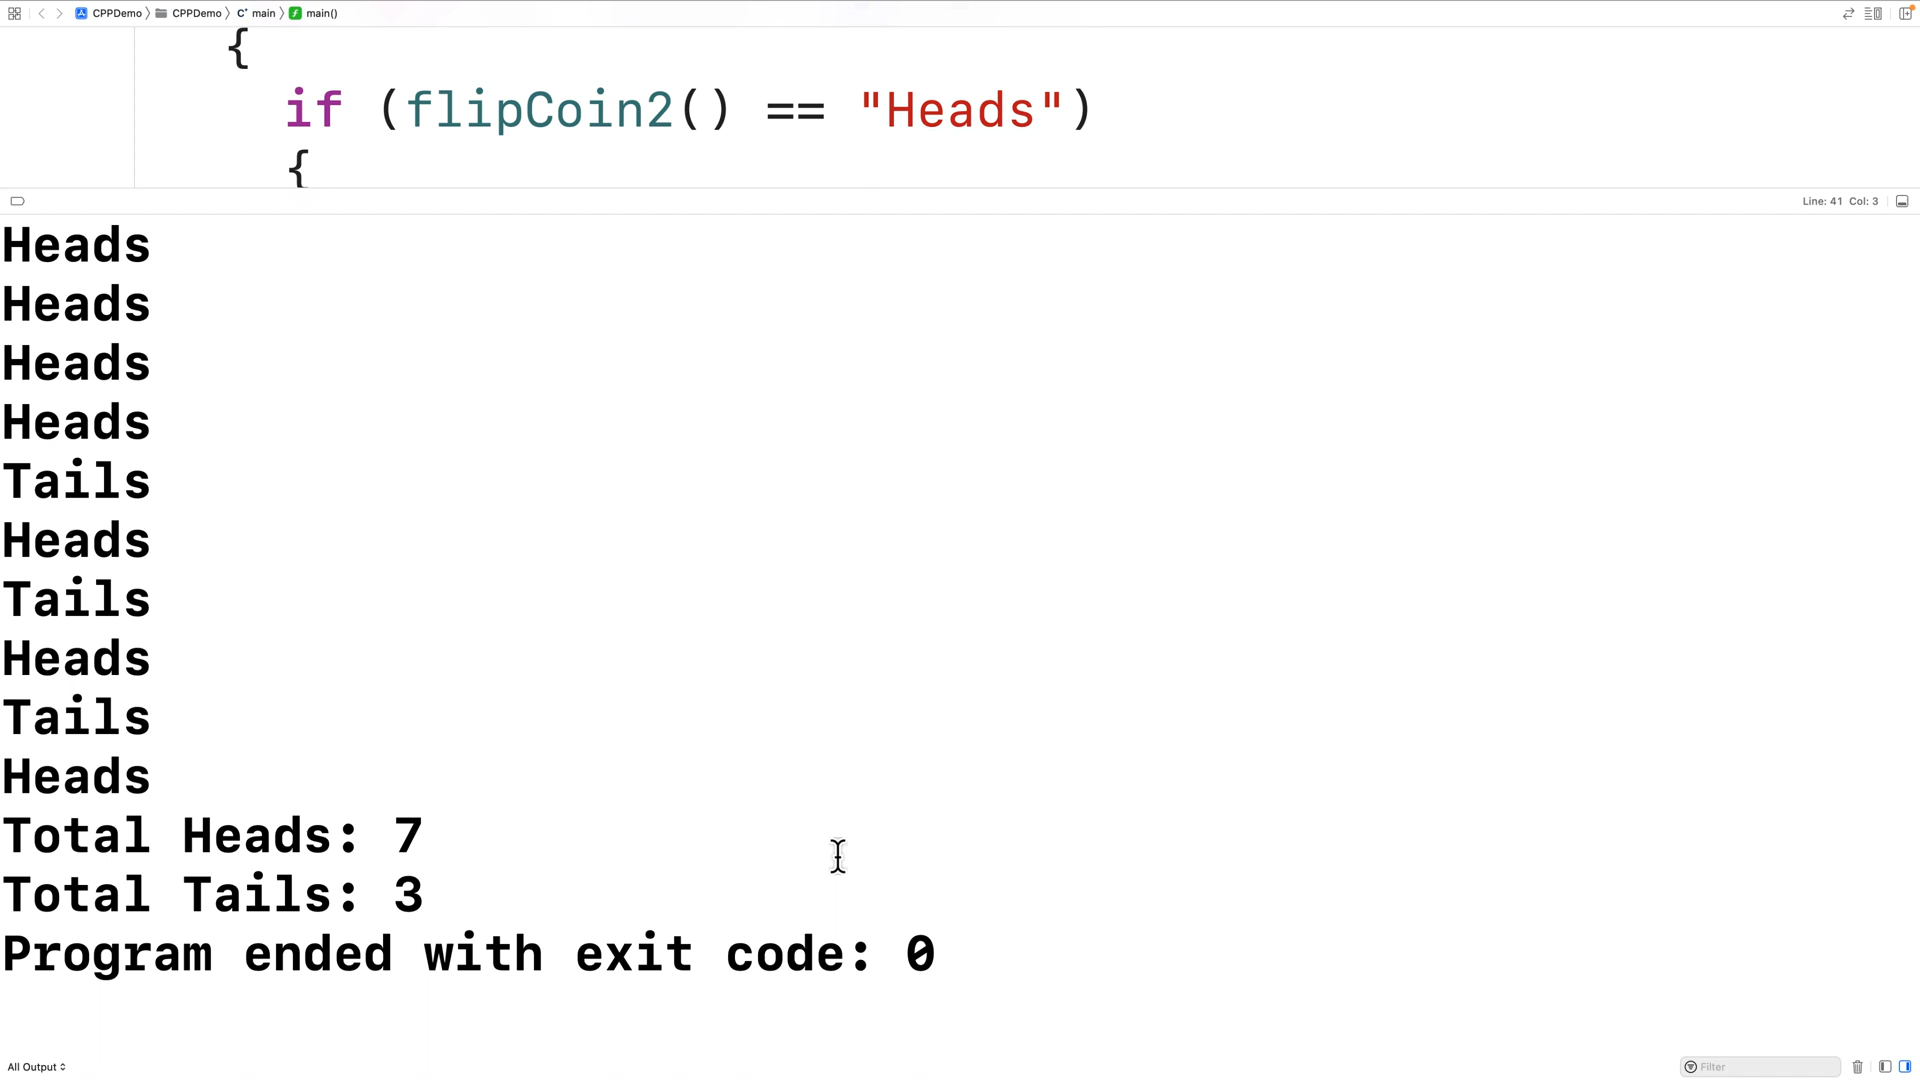 CPPDemo CPPDemo main main()
{
if (flipCoin2() == "Heads")
{
Line: 41 Col: 3
Heads
Heads
Heads
Heads
Tails
Heads
Tails
Heads
Tails
Heads
Total Heads: 7
Total Tails: 3
Program ended with exit code: 0
All Output Filter